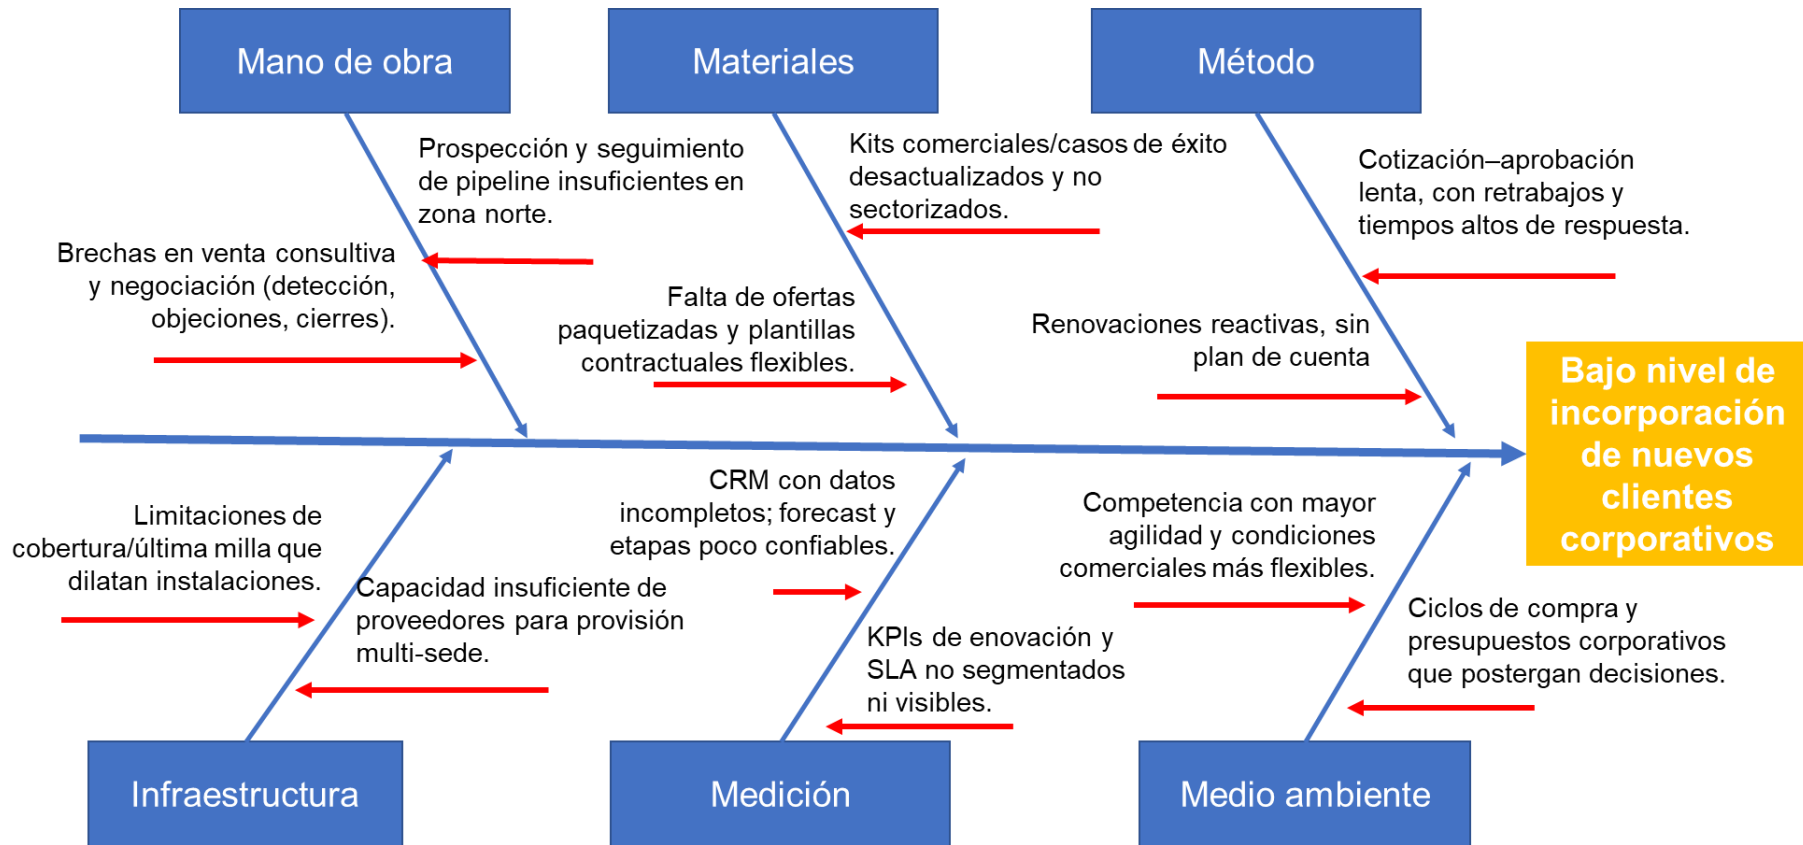 Mano de obra
Materiales
Método
Prospección y seguimiento
de pipeline insuficientes en
zona norte.
Kits comerciales/casos de éxito
desactualizados y no
sectorizados.
Cotización–aprobación
lenta, con retrabajos y
tiempos altos de respuesta.
Brechas en venta consultiva
y negociación (detección,
objeciones, cierres).
Falta de ofertas
paquetizadas y plantillas
contractuales flexibles.
Renovaciones reactivas, sin
plan de cuenta
Bajo nivel de
incorporación
de nuevos
clientes
corporativos
Limitaciones de
cobertura/última milla que
dilatan instalaciones.
Capacidad insuficiente de
proveedores para provisión
multi-sede.
CRM con datos
incompletos; forecast y
etapas poco confiables.
KPIs de enovación y
SLA no segmentados
ni visibles.
Competencia con mayor
agilidad y condiciones
comerciales más flexibles.
Ciclos de compra y
presupuestos corporativos
que postergan decisiones.
Infraestructura
Medición
Medio ambiente